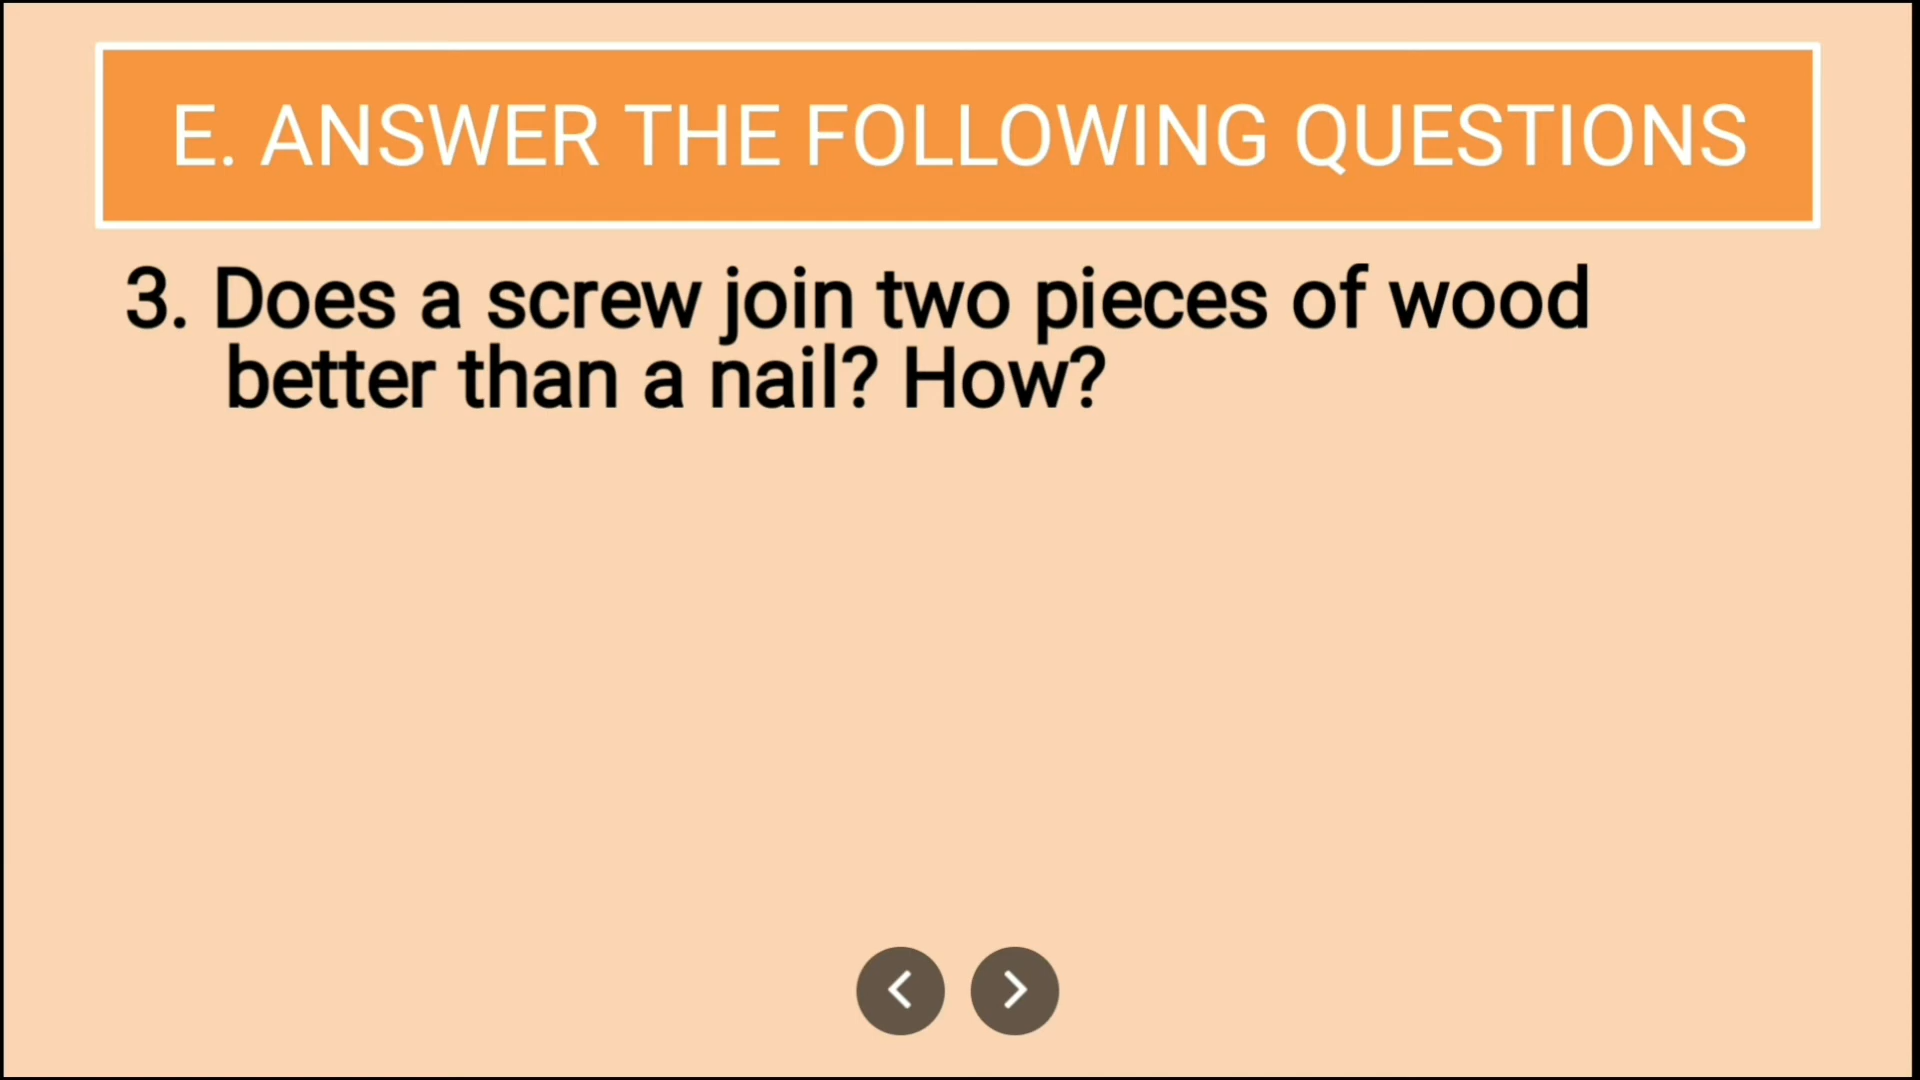 E. ANSWER THE FOLLOWING QUESTIONS
3. Does a screw join two pieces of wood
better than a nail? How?